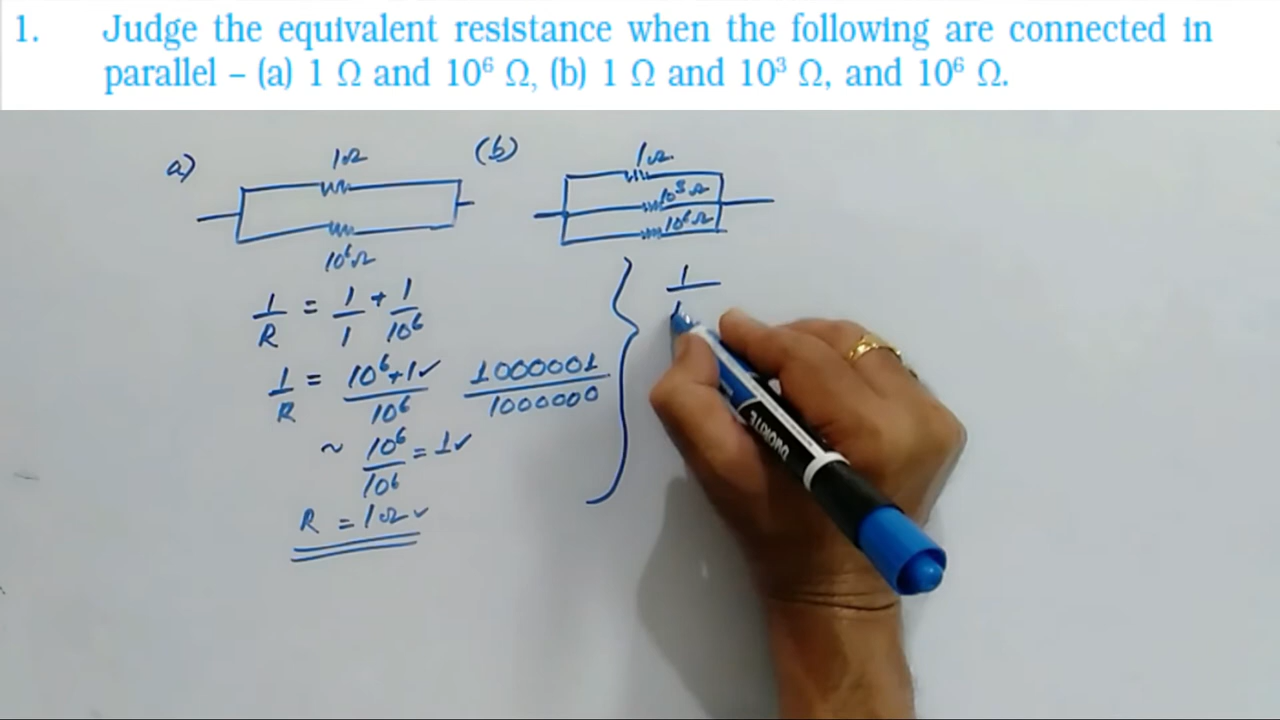 1. Judge the equivalent resistance when the following are connected in
parallel – (a) 1 Ω and 10⁶ Ω, (b) 1 Ω and 10³ Ω, and 10⁶ Ω.
a)
1Ω
10⁶Ω
1/R = 1/1 + 1/10⁶
1/R = 10⁶+1/10⁶ ✓ 1000001/1000000
~ 10⁶/10⁶ = 1 ✓
R = 1Ω ✓
(b)
1Ω
10³Ω
10⁶Ω
1